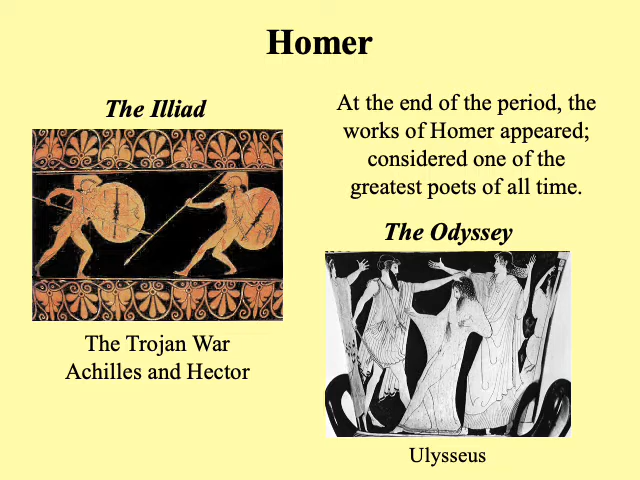 Homer
The Illiad
The Trojan War
Achilles and Hector
At the end of the period, the
works of Homer appeared;
considered one of the
greatest poets of all time.
The Odyssey
Ulysseus